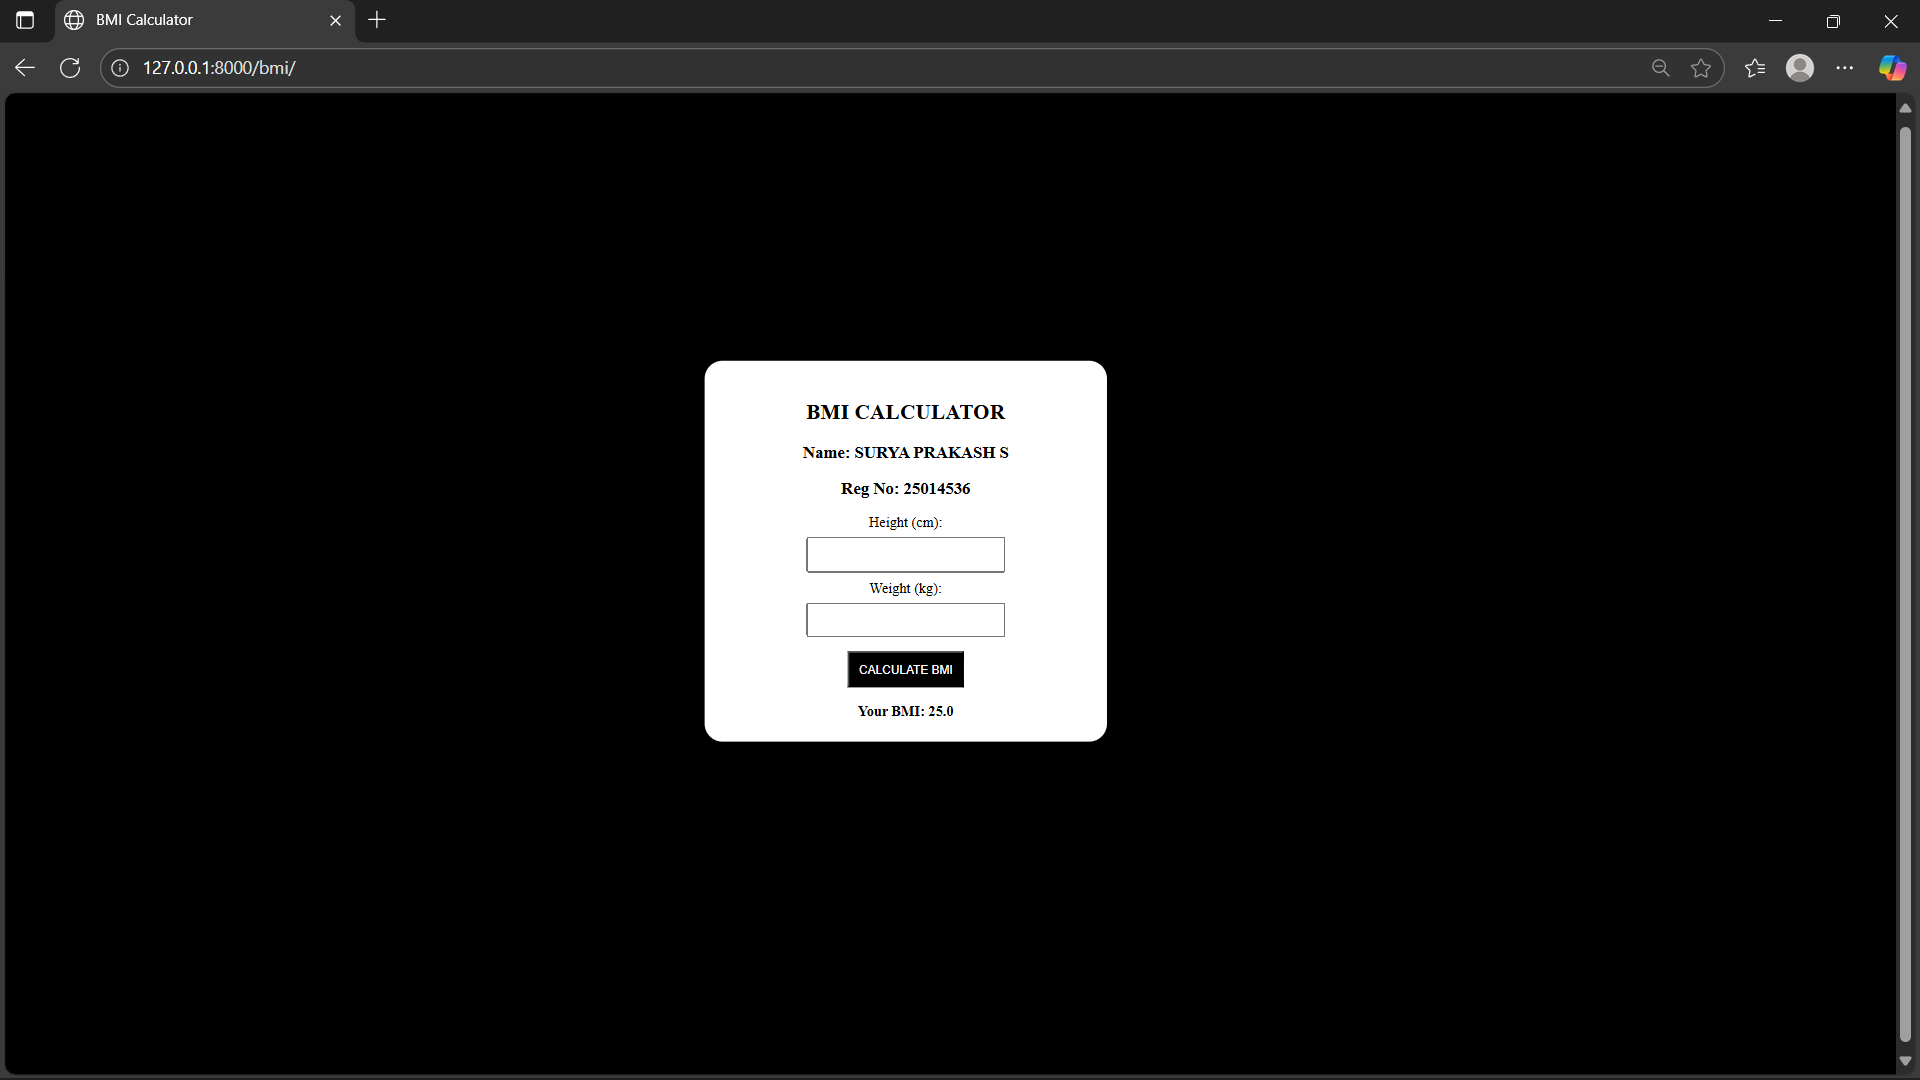 BMI Calculator
127.0.0.1:8000/bmi/
BMI CALCULATOR
Name: SURYA PRAKASH S
Reg No: 25014536
Height (cm):
Weight (kg):
CALCULATE BMI
Your BMI: 25.0